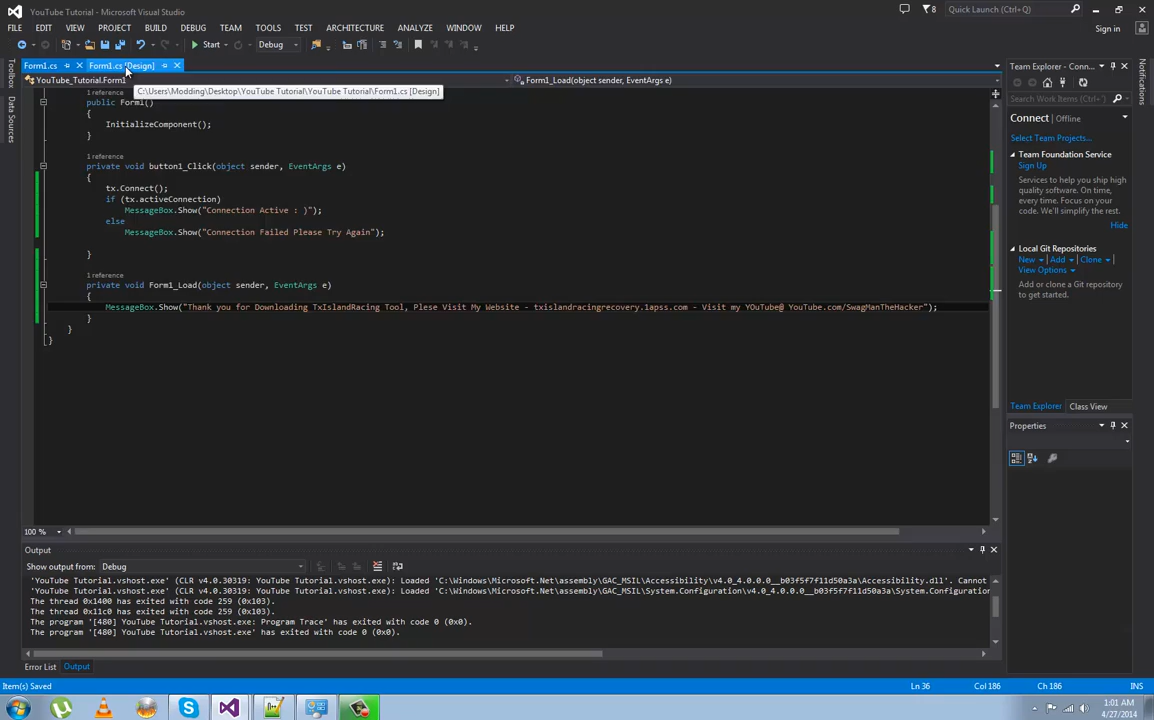 YouTube Tutorial - Microsoft Visual Studio
8
Quick Launch (Ctrl+Q)
FILE EDIT VIEW PROJECT BUILD DEBUG TEAM TOOLS TEST ARCHITECTURE ANALYZE WINDOW HELP
Sign in
Start Debug
Form1.cs Form1.cs [Design]
Toolbox
Data Sources
YouTube_Tutorial.Form1
Form1_Load(object sender, EventArgs e)
C:\Users\Modding\Desktop\YouTube Tutorial\YouTube Tutorial\Form1.cs [Design]
1 reference
public Form1()
{
InitializeComponent();
}
1 reference
private void button1_Click(object sender, EventArgs e)
{
tx.Connect();
if (tx.activeConnection)
MessageBox.Show("Connection Active : )");
else
MessageBox.Show("Connection Failed Please Try Again");
}
1 reference
private void Form1_Load(object sender, EventArgs e)
{
MessageBox.Show("Thank you for Downloading TxIslandRacing Tool, Plese Visit My Website - txislandracingrecovery.1apss.com - Visit my YOuTube@ YouTube.com/SwagManTheHacker");
}
}
}
100 %
Output
Show output from: Debug
'YouTube Tutorial.vshost.exe' (CLR v4.0.30319: YouTube Tutorial.vshost.exe): Loaded 'C:\Windows\Microsoft.Net\assembly\GAC_MSIL\Accessibility\v4.0_4.0.0.0__b03f5f7f11d50a3a\Accessibility.dll'. Cannot
'YouTube Tutorial.vshost.exe' (CLR v4.0.30319: YouTube Tutorial.vshost.exe): Loaded 'C:\Windows\Microsoft.Net\assembly\GAC_MSIL\System.Configuration\v4.0_4.0.0.0__b03f5f7f11d50a3a\System.Configuration
The thread 0x1400 has exited with code 259 (0x103).
The thread 0x11c0 has exited with code 259 (0x103).
The program '[480] YouTube Tutorial.vshost.exe: Program Trace' has exited with code 0 (0x0).
The program '[480] YouTube Tutorial.vshost.exe' has exited with code 0 (0x0).
Error List Output
Team Explorer - Conne...
Search Work Items (Ctrl+')
Connect | Offline
Select Team Projects...
Team Foundation Service
Sign Up
Services to help you ship high
quality software. On time,
every time. Focus on your
code. We'll simplify the rest.
Hide
Local Git Repositories
New Add Clone
View Options
Add or clone a Git repository
to get started.
Team Explorer Class View
Properties
Notifications
Item(s) Saved
Ln 36 Col 186 Ch 186 INS
1:01 AM
4/27/2014